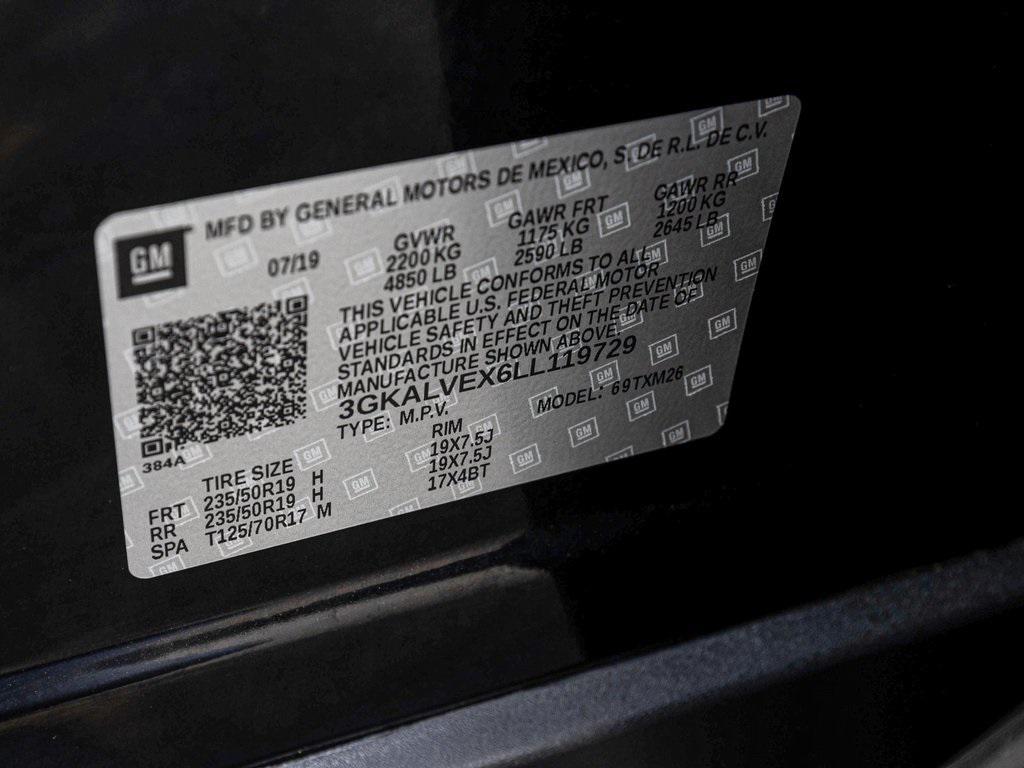 MFD BY GENERAL MOTORS DE MEXICO, S. DE R.L. DE C.V.
GM
07/19
GVWR GAWR FRT GAWR RR
2200 KG 1175 KG 1200 KG
4850 LB 2590 LB 2645 LB
THIS VEHICLE CONFORMS TO ALL
APPLICABLE U.S. FEDERAL MOTOR
VEHICLE SAFETY AND THEFT PREVENTION
STANDARDS IN EFFECT ON THE DATE OF
MANUFACTURE SHOWN ABOVE.
3GKALVEX6LL119729
TYPE: M.P.V. MODEL: 69TXM26
384A
TIRE SIZE RIM
FRT 235/50R19 H 19X7.5J
RR 235/50R19 H 19X7.5J
SPA T125/70R17 M 17X4BT